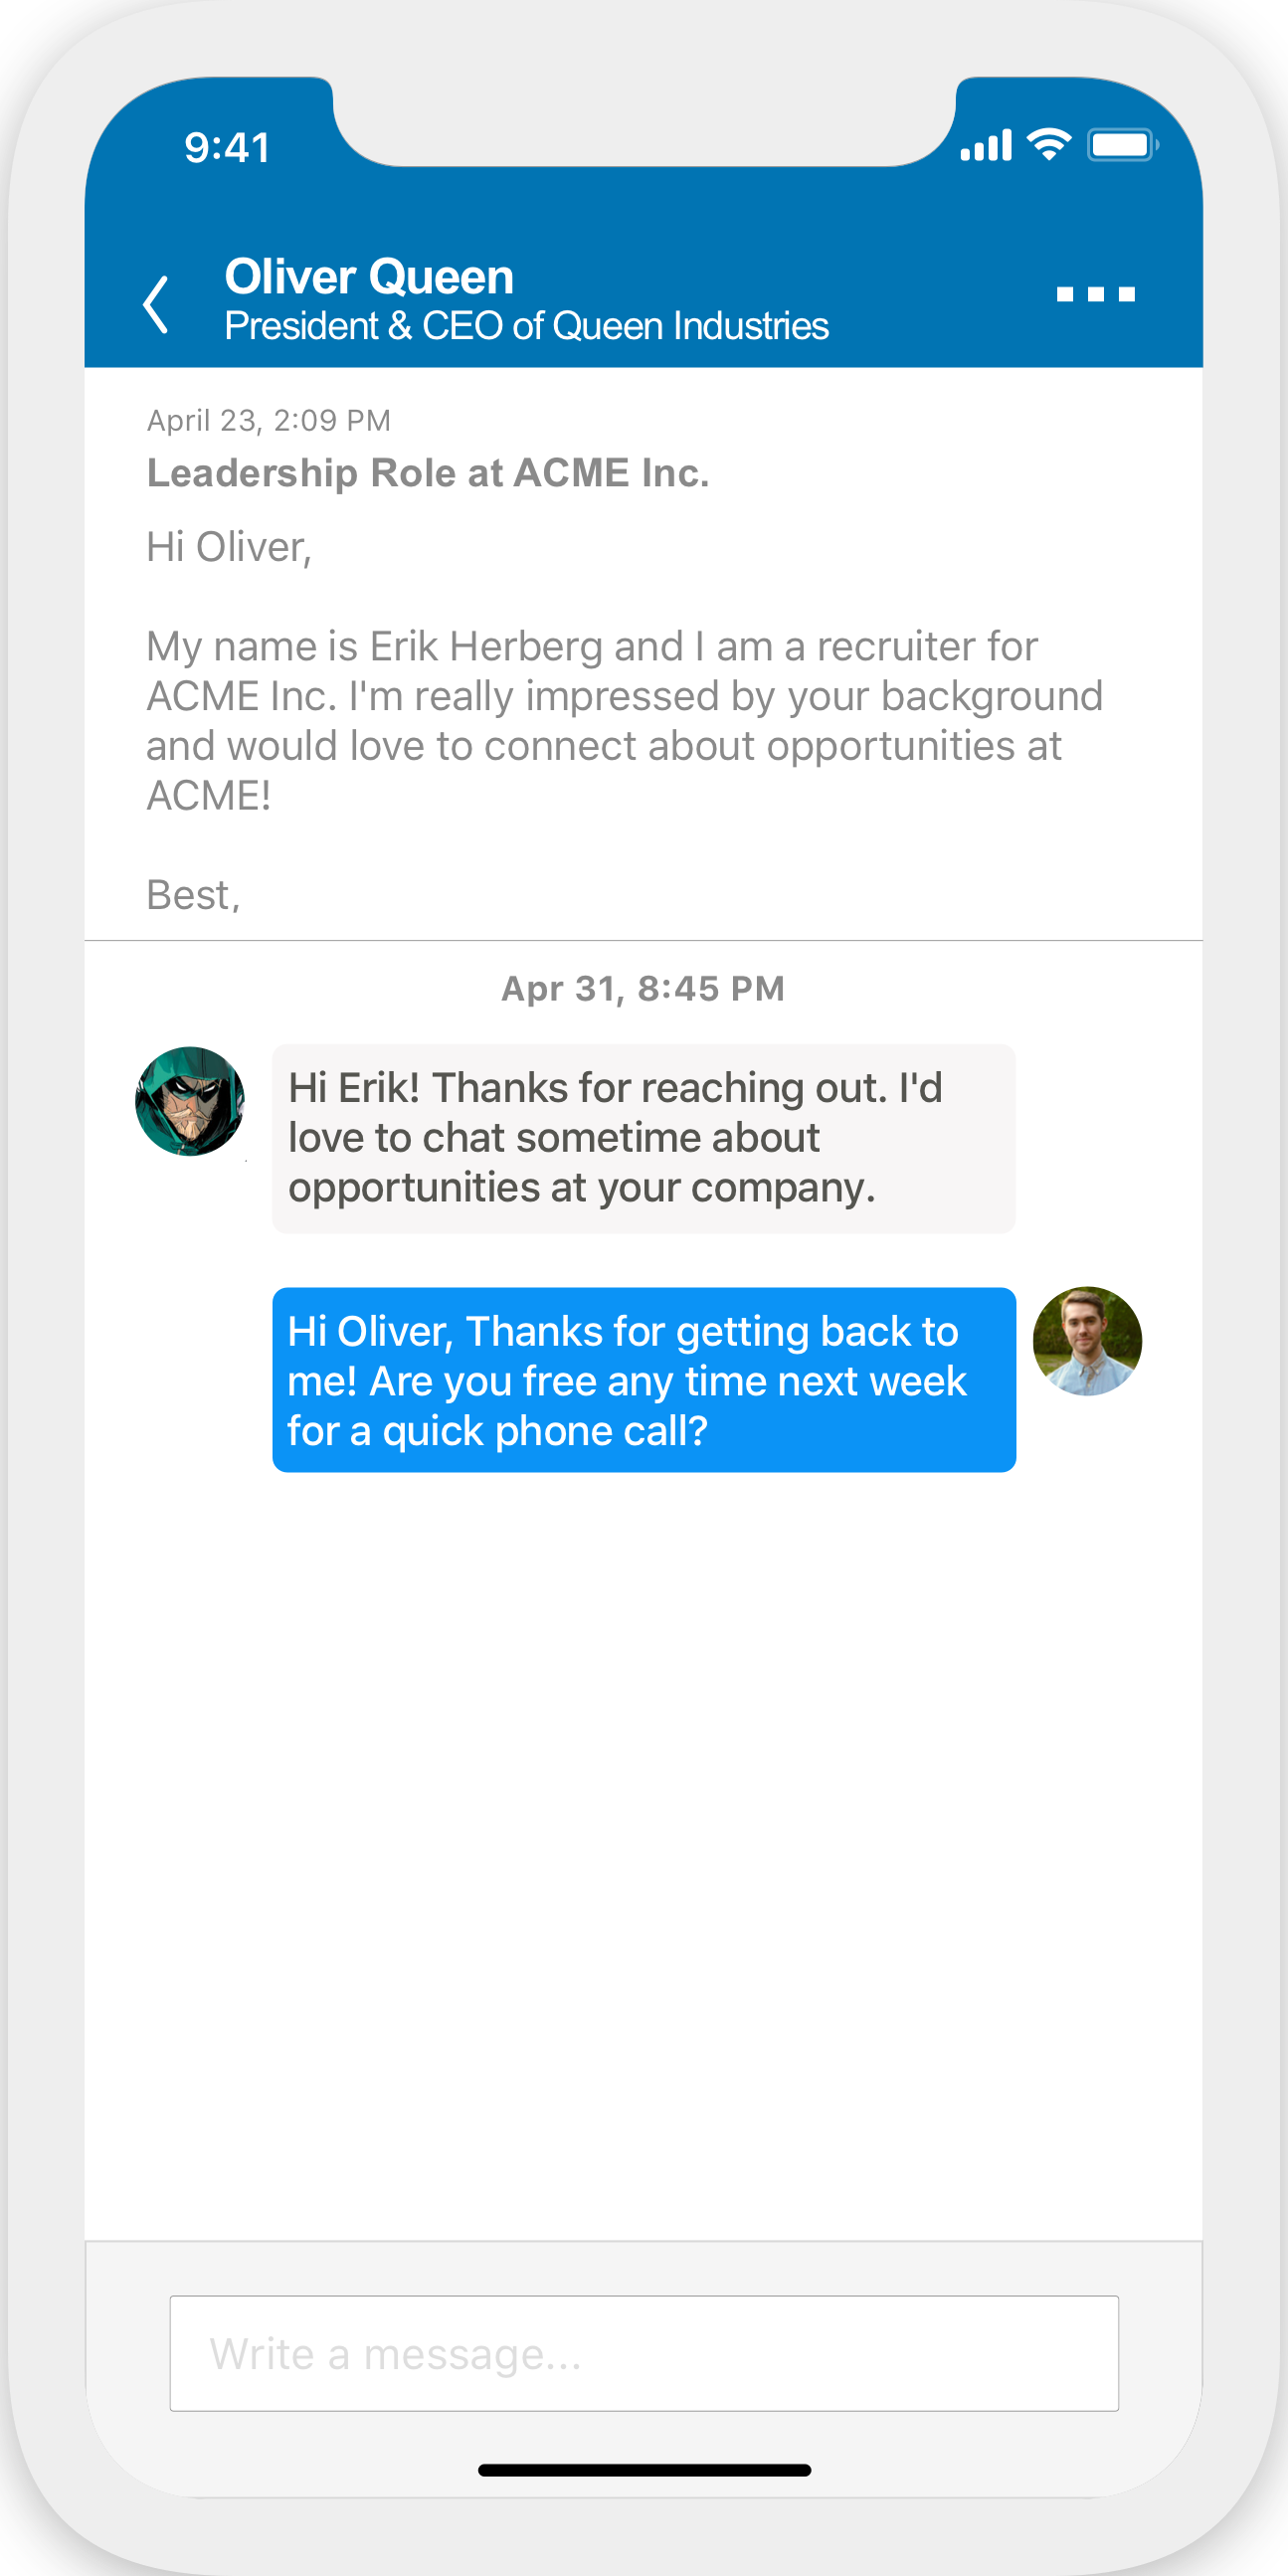 9:41
Oliver Queen
President & CEO of Queen Industries
April 23, 2:09 PM
Leadership Role at ACME Inc.
Hi Oliver,
My name is Erik Herberg and I am a recruiter for
ACME Inc. I'm really impressed by your background
and would love to connect about opportunities at
ACME!
Best,
Apr 31, 8:45 PM
Hi Erik! Thanks for reaching out. I'd
love to chat sometime about
opportunities at your company.
Hi Oliver, Thanks for getting back to
me! Are you free any time next week
for a quick phone call?
Write a message...